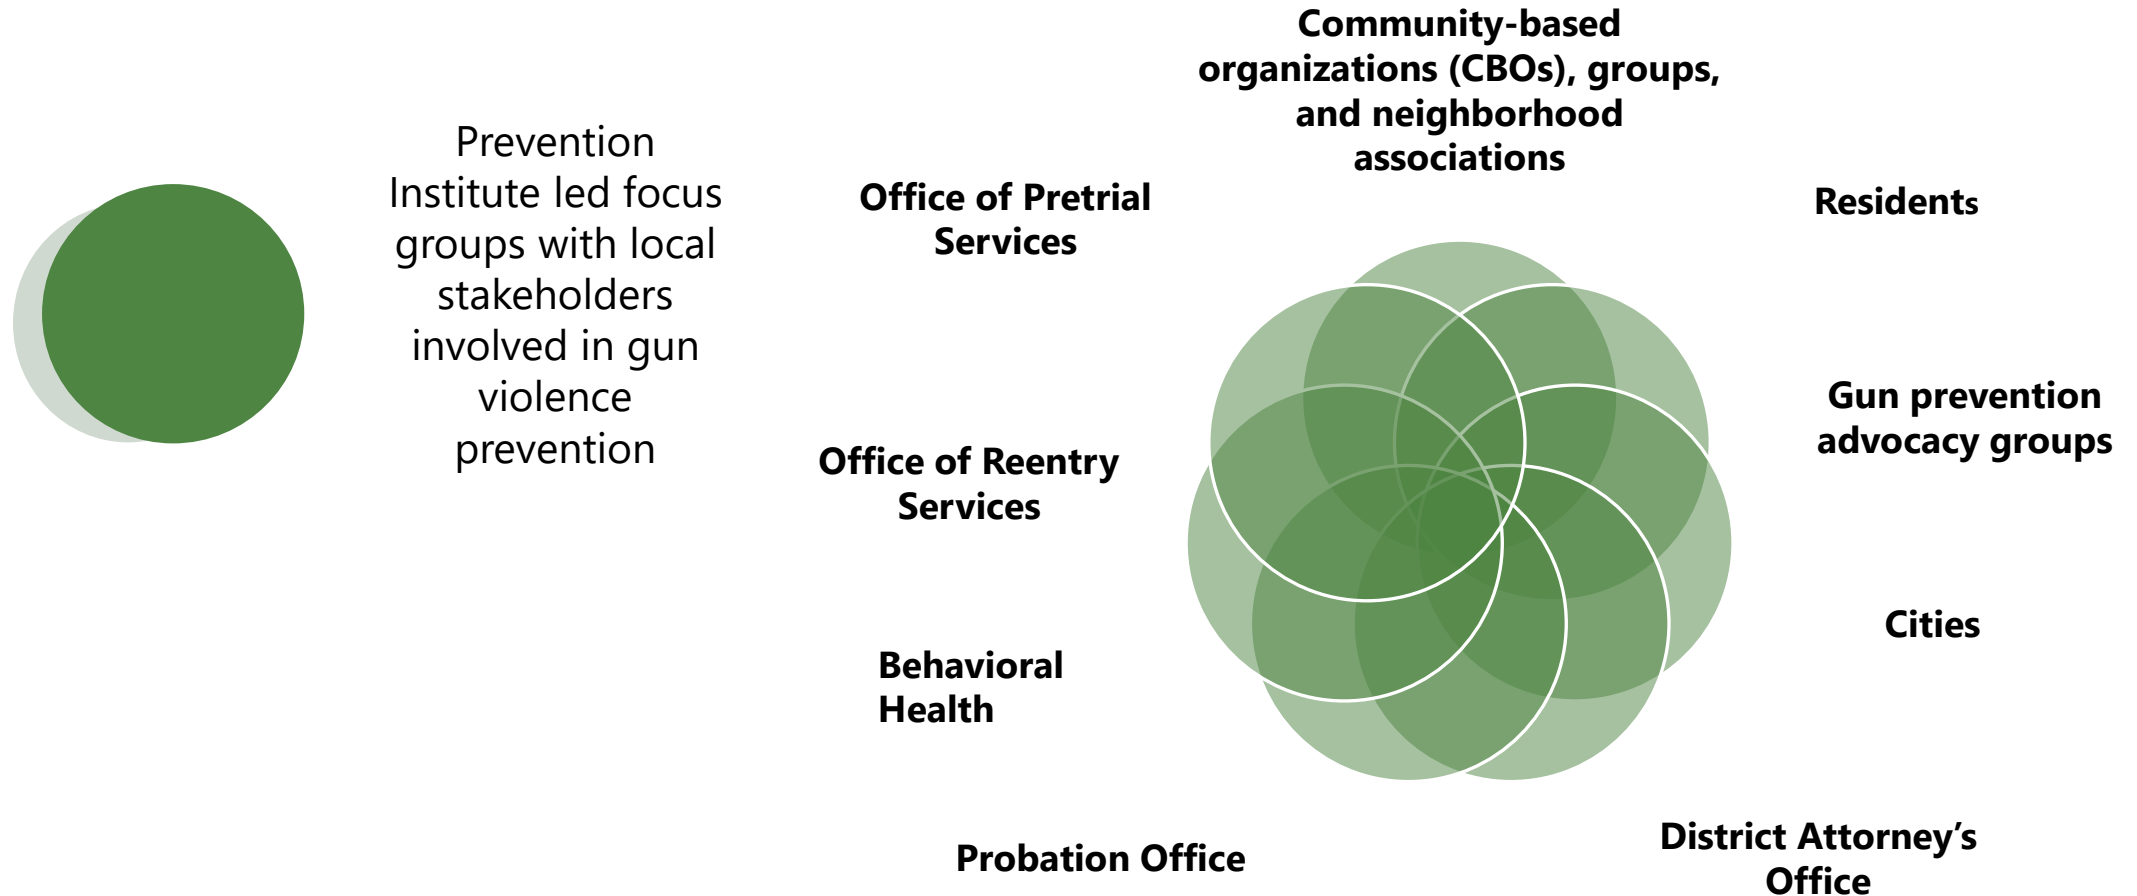 Prevention
Institute led focus
groups with local
stakeholders
involved in gun
violence
prevention
Community-based
organizations (CBOs), groups,
and neighborhood
associations
Residents
Gun prevention
advocacy groups
Cities
District Attorney’s
Office
Probation Office
Behavioral
Health
Office of Reentry
Services
Office of Pretrial
Services